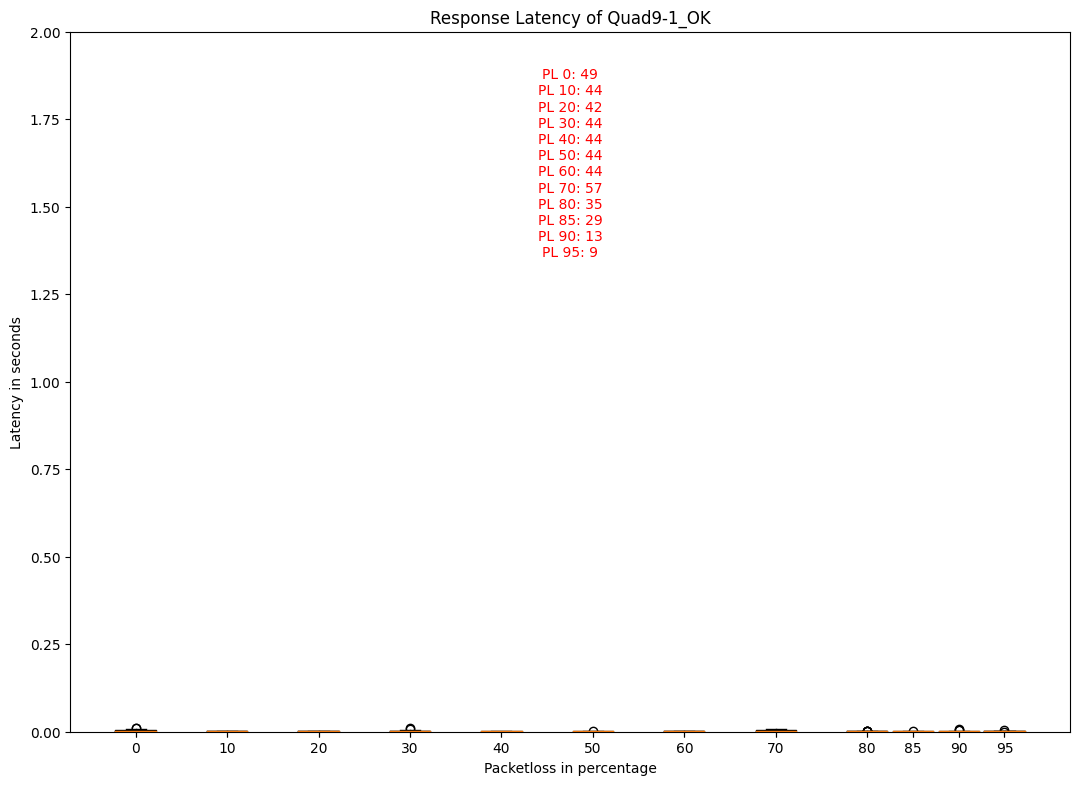 Response Latency of Quad9-1_OK
2.00
1.75
1.50
1.25
1.00
0.75
0.50
0.25
0.00
Latency in seconds
PL 0: 49
PL 10: 44
PL 20: 42
PL 30: 44
PL 40: 44
PL 50: 44
PL 60: 44
PL 70: 57
PL 80: 35
PL 85: 29
PL 90: 13
PL 95: 9
0 10 20 30 40 50 60 70 80 85 90 95
Packetloss in percentage